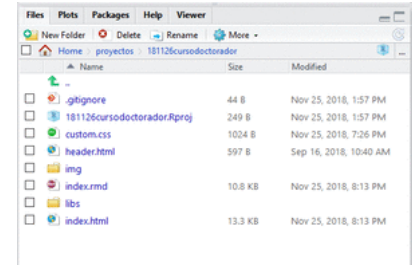 Files Plots Packages Help Viewer
New Folder Delete Rename More
Home proyectos 181126cursodoctorador
Name Size Modified
..
.gitignore 44 B Nov 25, 2018, 1:57 PM
181126cursodoctorador.Rproj 249 B Nov 25, 2018, 1:57 PM
custom.css 1024 B Nov 25, 2018, 7:26 PM
header.html 597 B Sep 16, 2018, 10:40 AM
img
index.rmd 10.8 KB Nov 25, 2018, 8:13 PM
libs
index.html 13.3 KB Nov 25, 2018, 8:13 PM